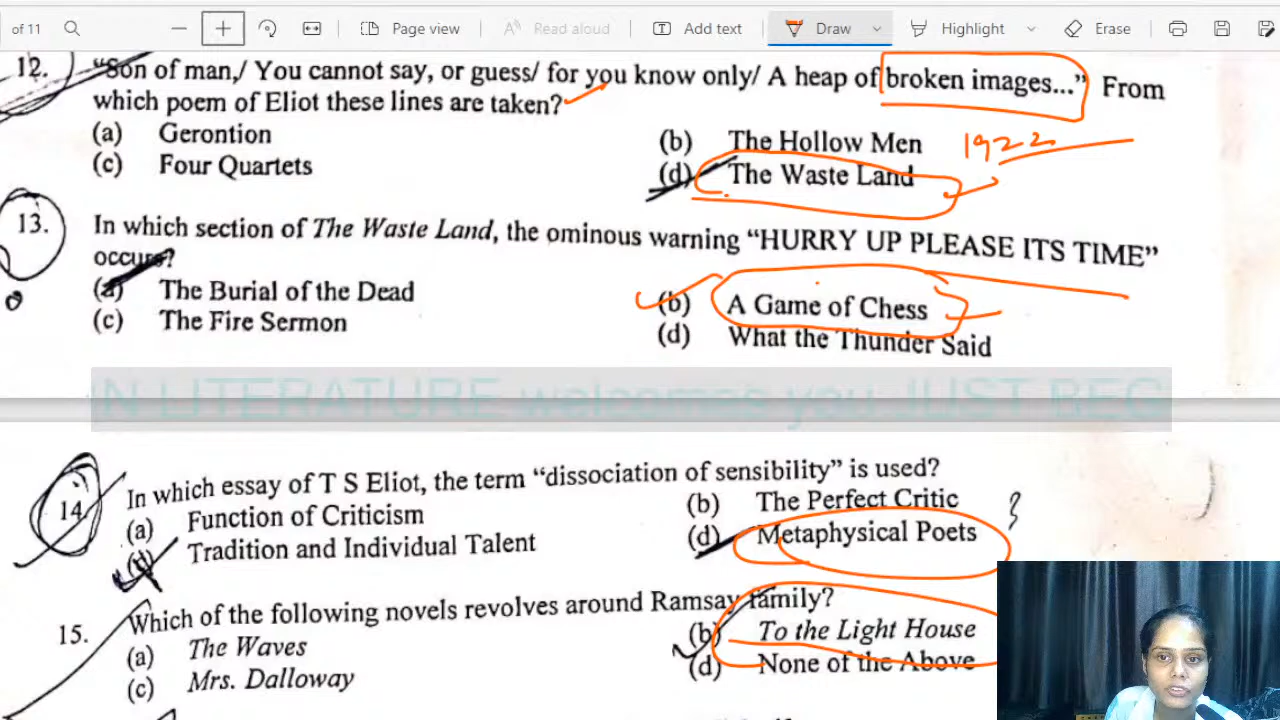 of 11 Page view Read aloud Add text Draw Highlight Erase
12. "Son of man,/ You cannot say, or guess/ for you know only/ A heap of broken images..." From
which poem of Eliot these lines are taken?
(a) Gerontion (b) The Hollow Men 1922
(c) Four Quartets (d) The Waste Land
13. In which section of The Waste Land, the ominous warning "HURRY UP PLEASE ITS TIME"
occurs?
(a) The Burial of the Dead (b) A Game of Chess
(c) The Fire Sermon (d) What the Thunder Said
IN LITERATURE welcomes you JUST BEG
14. In which essay of T S Eliot, the term "dissociation of sensibility" is used?
(a) Function of Criticism (b) The Perfect Critic
Tradition and Individual Talent (d) Metaphysical Poets
15. Which of the following novels revolves around Ramsay family?
(a) The Waves (b) To the Light House
(c) Mrs. Dalloway (d) None of the Above